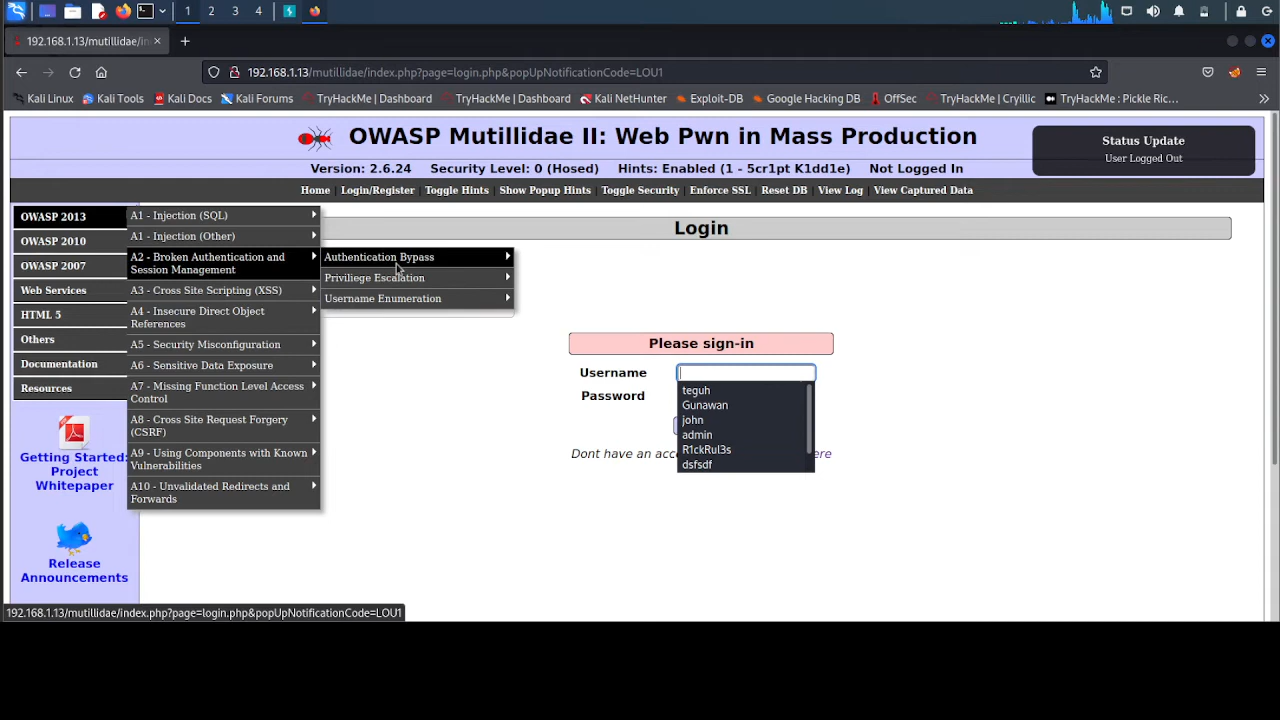 1
2
3
4
192.168.1.13/mutillidae/in
192.168.1.13/mutillidae/index.php?page=login.php&popUpNotificationCode=LOU1
Kali Linux
Kali Tools
Kali Docs
Kali Forums
TryHackMe | Dashboard
TryHackMe | Dashboard
Kali NetHunter
Exploit-DB
Google Hacking DB
OffSec
TryHackMe | Cryillic
TryHackMe : Pickle Ric...
OWASP Mutillidae II: Web Pwn in Mass Production
Status Update
User Logged Out
Version: 2.6.24 Security Level: 0 (Hosed) Hints: Enabled (1 - 5cr1pt K1dd1e) Not Logged In
Home | Login/Register | Toggle Hints | Show Popup Hints | Toggle Security | Enforce SSL | Reset DB | View Log | View Captured Data
OWASP 2013
OWASP 2010
OWASP 2007
Web Services
HTML 5
Others
Documentation
Resources
A1 - Injection (SQL)
A1 - Injection (Other)
A2 - Broken Authentication and
Session Management
A3 - Cross Site Scripting (XSS)
A4 - Insecure Direct Object
References
A5 - Security Misconfiguration
A6 - Sensitive Data Exposure
A7 - Missing Function Level Access
Control
A8 - Cross Site Request Forgery
(CSRF)
A9 - Using Components with Known
Vulnerabilities
A10 - Unvalidated Redirects and
Forwards
Authentication Bypass
Priviliege Escalation
Username Enumeration
Login
Please sign-in
Username
Password
teguh
Gunawan
john
admin
R1ckRul3s
dsfsdf
Dont have an acc
ere
Getting Started:
Project
Whitepaper
Release
Announcements
192.168.1.13/mutillidae/index.php?page=login.php&popUpNotificationCode=LOU1